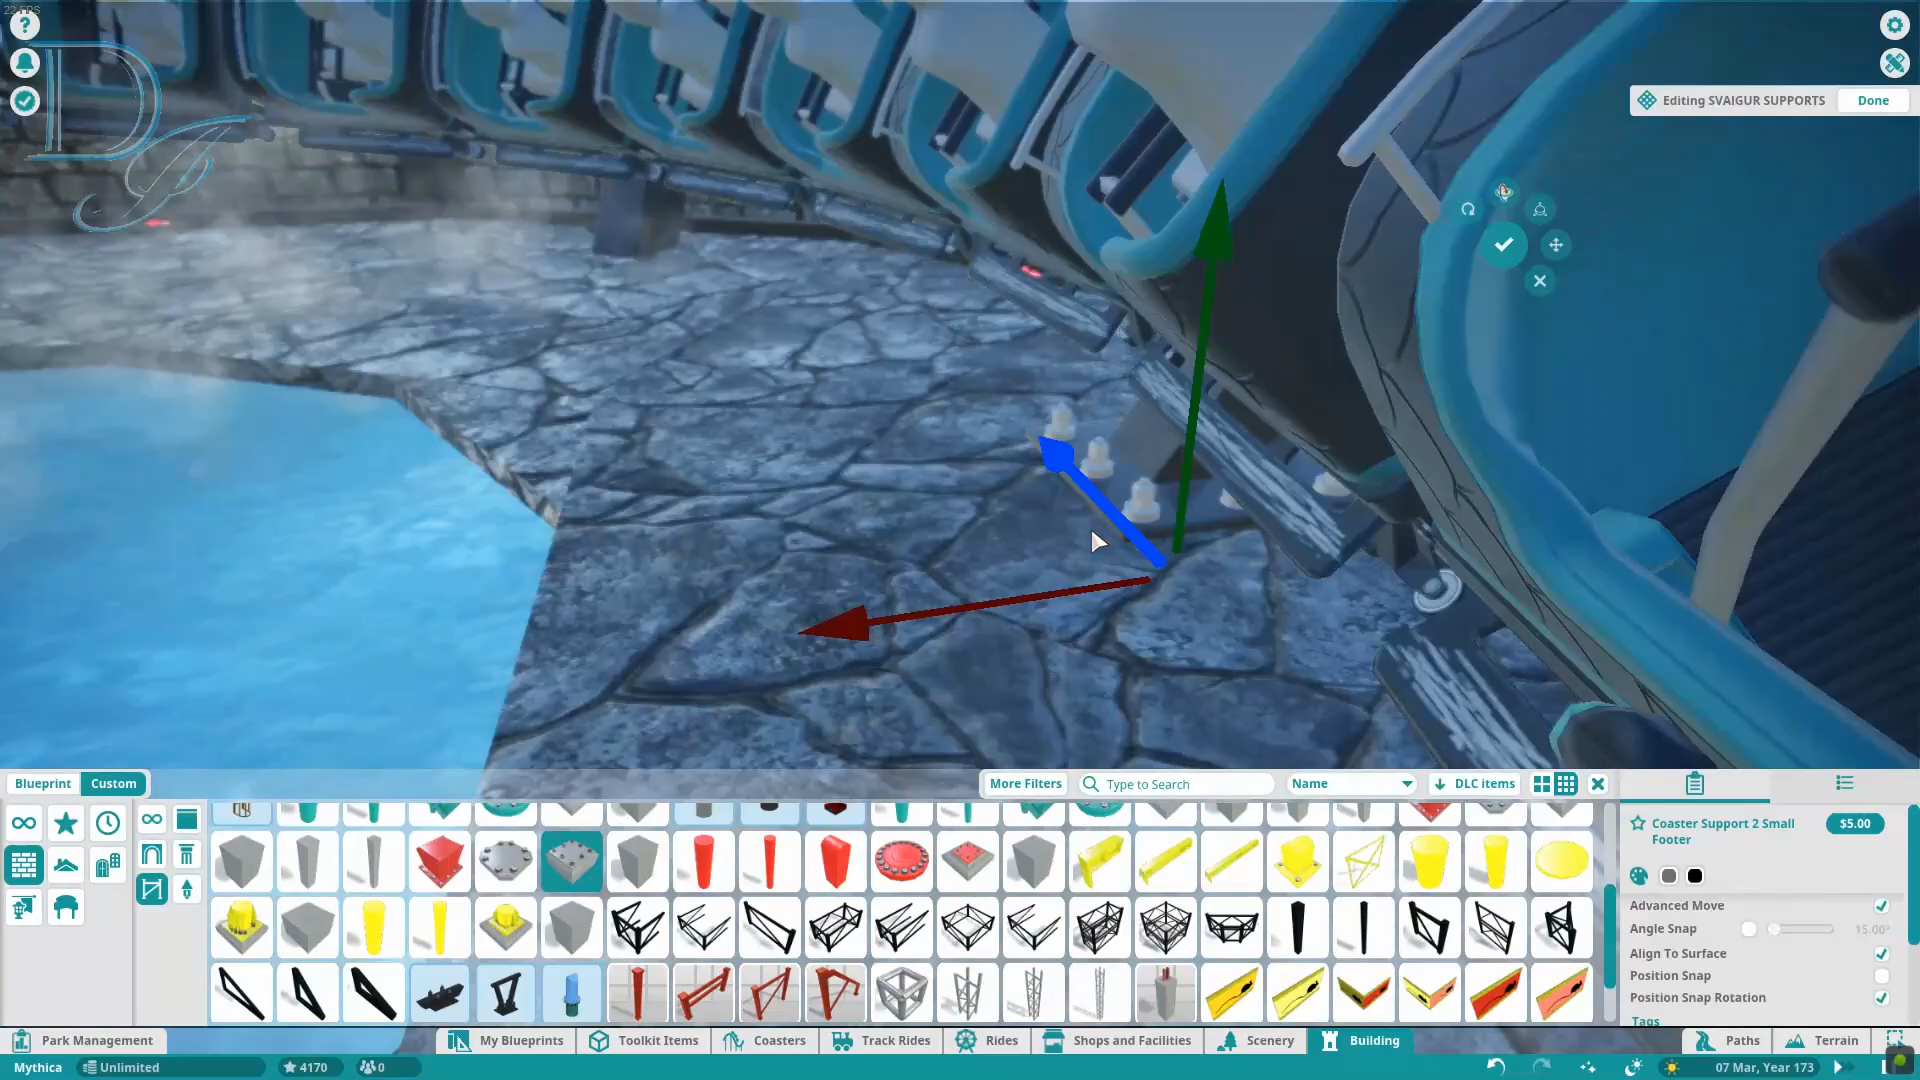 22 FPS
?
DJ
Editing SVAIGUR SUPPORTS
Done
Blueprint
Custom
More Filters
Type to Search
Name
DLC items
Coaster Support 2 Small Footer
$5.00
Advanced Move
Angle Snap
15.00°
Align To Surface
Position Snap
Position Snap Rotation
Tags
Park Management
My Blueprints
Toolkit Items
Coasters
Track Rides
Rides
Shops and Facilities
Scenery
Building
Paths
Terrain
Mythica
Unlimited
4170
0
07 Mar, Year 173